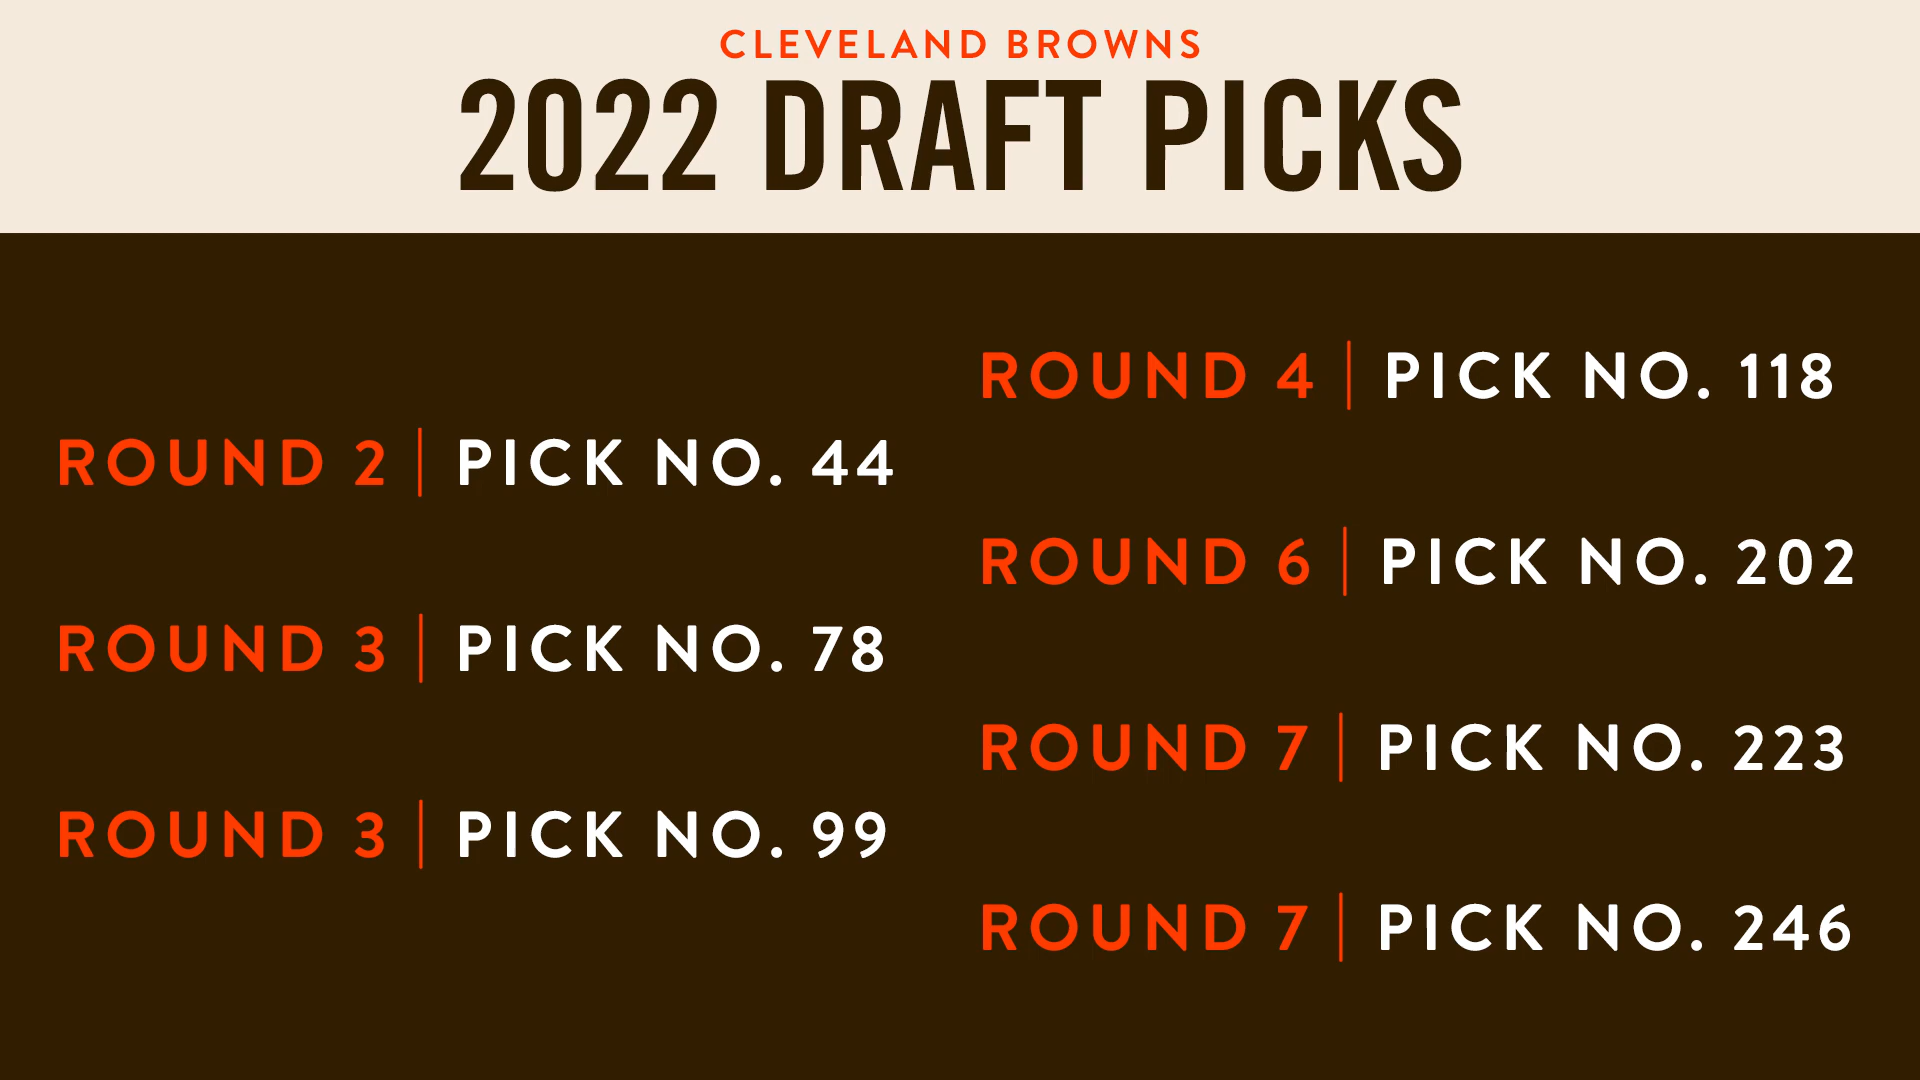 CLEVELAND BROWNS
2022 DRAFT PICKS
ROUND 2 | PICK NO. 44
ROUND 3 | PICK NO. 78
ROUND 3 | PICK NO. 99
ROUND 4 | PICK NO. 118
ROUND 6 | PICK NO. 202
ROUND 7 | PICK NO. 223
ROUND 7 | PICK NO. 246